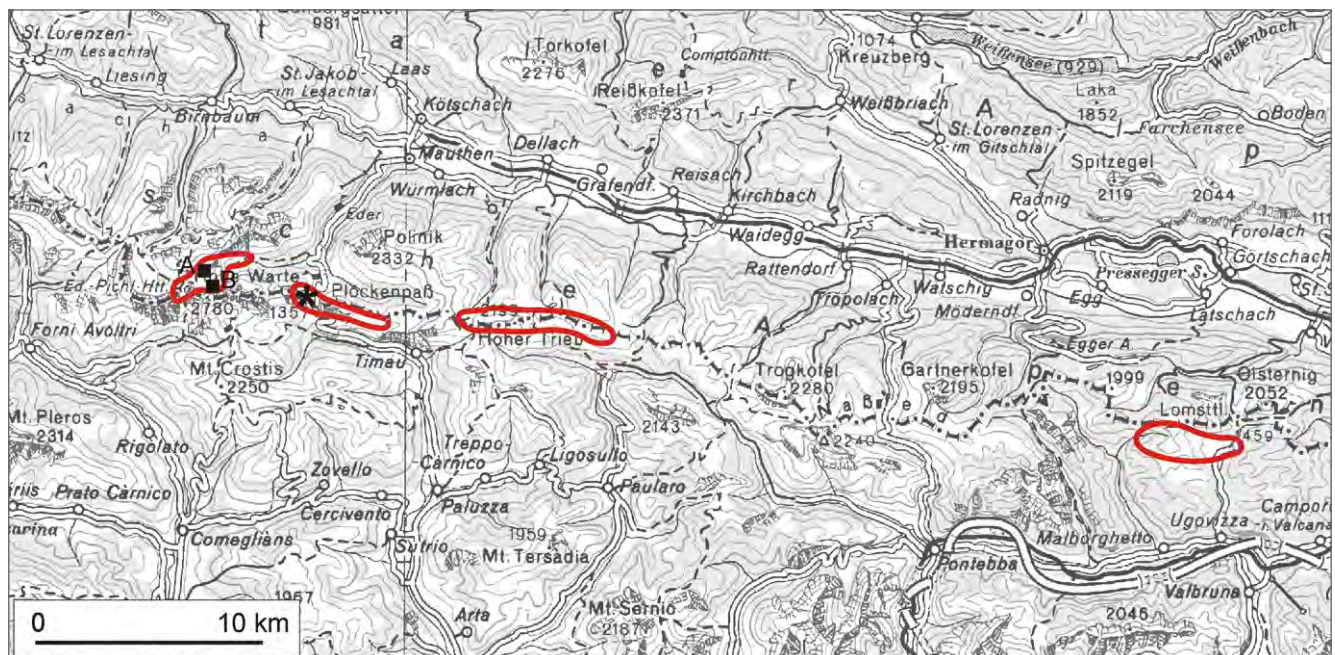 St. Lorenzen-
im Lesachtal
981
Liesing
St. Jakob
im Lesachtal
Laas
Birnbaum
Kötschach
Mauthen
Torkofel
2276
Reißkofel
2371
Comptonhtt.
1074
Kreuzberg
Weißensee (929)
Weißenbach
Laka
1852
Farchensee
Boden
Weißbriach
St. Lorenzen-
im Gitschtal
Spitzegel
2119
2044
Dellach
Würmlach
Grafendf.
Reisach
Kirchbach
Waidegg
Radnig
Hermagor
Förolach
Görtschach
Eder
Polinik
2332
Rattendorf
Tröpolach
Watschig
Möderndf.
Pressegger S.
Egg
Latschach
Egger A.
A
B
Warte
Ed.-Pichl-Htt.
2780
Plöckenpaß
Hoher Trieb
Forni Avoltri
Mt. Crostis
2250
Timau
Trogkofel
2280
Gartnerkofel
2195
Naßfeld
2240
1999
Oisternig
2052
Lomsttl.
459
Mt. Pleros
2314
Rigolato
2143
Treppo-
Carnico
Ligosullo
Zovello
Prato Càrnico
Cercivento
Paluzza
Paularo
Comeglians
Sutrio
1959
Mt. Tersadia
Malborghetto
Ugovizza
Pontebba
Valbruna
Arta
Mt. Sernio
2187
2046
0 10 km